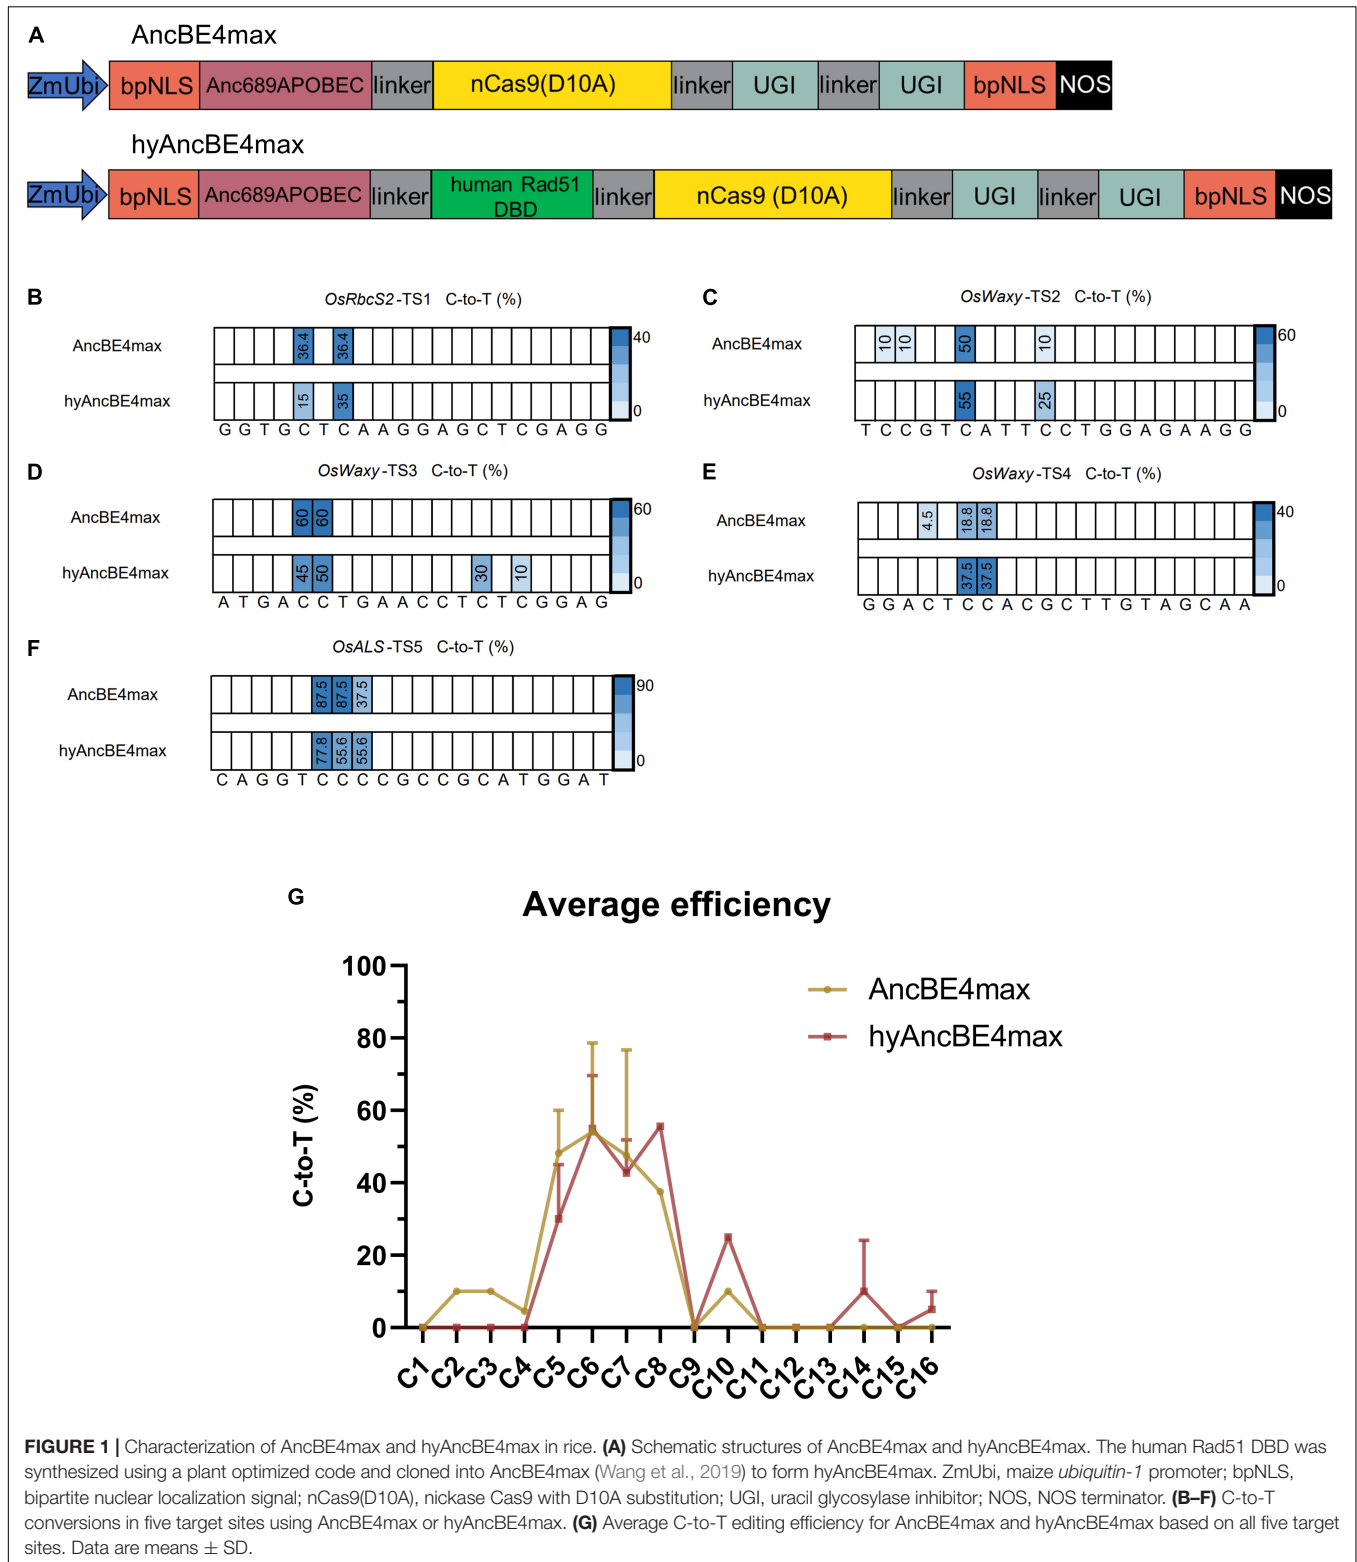 A
AncBE4max
ZmUbi bpNLS Anc689APOBEC linker nCas9(D10A) linker UGI linker UGI bpNLS NOS
hyAncBE4max
ZmUbi bpNLS Anc689APOBEC linker human Rad51 DBD linker nCas9 (D10A) linker UGI linker UGI bpNLS NOS
B
OsRbcS2-TS1 C-to-T (%)
AncBE4max 36.4 36.4 40
hyAncBE4max 15 35 0
G G T G C T C A A G G A G C T C G A G G
C
OsWaxy-TS2 C-to-T (%)
AncBE4max 10 10 50 10 60
hyAncBE4max 55 25 0
T C C G T C A T T C C T G G A G A A G G
D
OsWaxy-TS3 C-to-T (%)
AncBE4max 60 60 60
hyAncBE4max 45 50 30 10 0
A T G A C C T G A A C C T C T C G G A G
E
OsWaxy-TS4 C-to-T (%)
AncBE4max 4.5 18.8 18.8 40
hyAncBE4max 37.5 37.5 0
G G A C T C C A C G C T T G T A G C A A
F
OsALS-TS5 C-to-T (%)
AncBE4max 87.5 87.5 37.5 90
hyAncBE4max 77.8 55.6 55.6 0
C A G G T C C C C G C C G C A T G G A T
G
Average efficiency
C-to-T (%)
100
80
60
40
20
0
AncBE4max
hyAncBE4max
C1 C2 C3 C4 C5 C6 C7 C8 C9 C10 C11 C12 C13 C14 C15 C16
FIGURE 1 | Characterization of AncBE4max and hyAncBE4max in rice. (A) Schematic structures of AncBE4max and hyAncBE4max. The human Rad51 DBD was
synthesized using a plant optimized code and cloned into AncBE4max (Wang et al., 2019) to form hyAncBE4max. ZmUbi, maize ubiquitin-1 promoter; bpNLS,
bipartite nuclear localization signal; nCas9(D10A), nickase Cas9 with D10A substitution; UGI, uracil glycosylase inhibitor; NOS, NOS terminator. (B–F) C-to-T
conversions in five target sites using AncBE4max or hyAncBE4max. (G) Average C-to-T editing efficiency for AncBE4max and hyAncBE4max based on all five target
sites. Data are means ± SD.